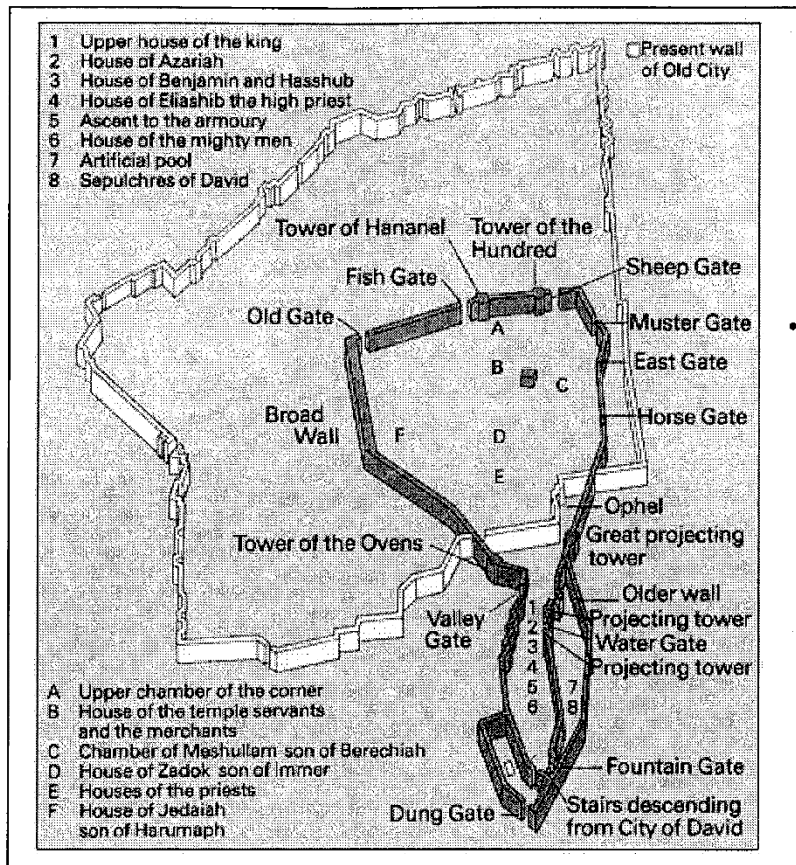 1 Upper house of the king
2 House of Azariah
3 House of Benjamin and Hasshub
4 House of Eliashib the high priest
5 Ascent to the armoury
6 House of the mighty men
7 Artificial pool
8 Sepulchres of David
Present wall
of Old City
Tower of Hananel
Tower of the
Hundred
Fish Gate
Sheep Gate
Old Gate
Muster Gate
A
East Gate
B
C
Broad
Wall
Horse Gate
F
D
E
Ophel
Great projecting
tower
Tower of the Ovens
Older wall
Valley
Gate
1
Projecting tower
2
Water Gate
3
Projecting tower
4
5
7
6
8
A Upper chamber of the corner
B House of the temple servants
and the merchants
C Chamber of Meshullam son of Berechiah
D House of Zadok son of Immer
E Houses of the priests
F House of Jedaiah
son of Harumaph
Fountain Gate
Dung Gate
Stairs descending
from City of David